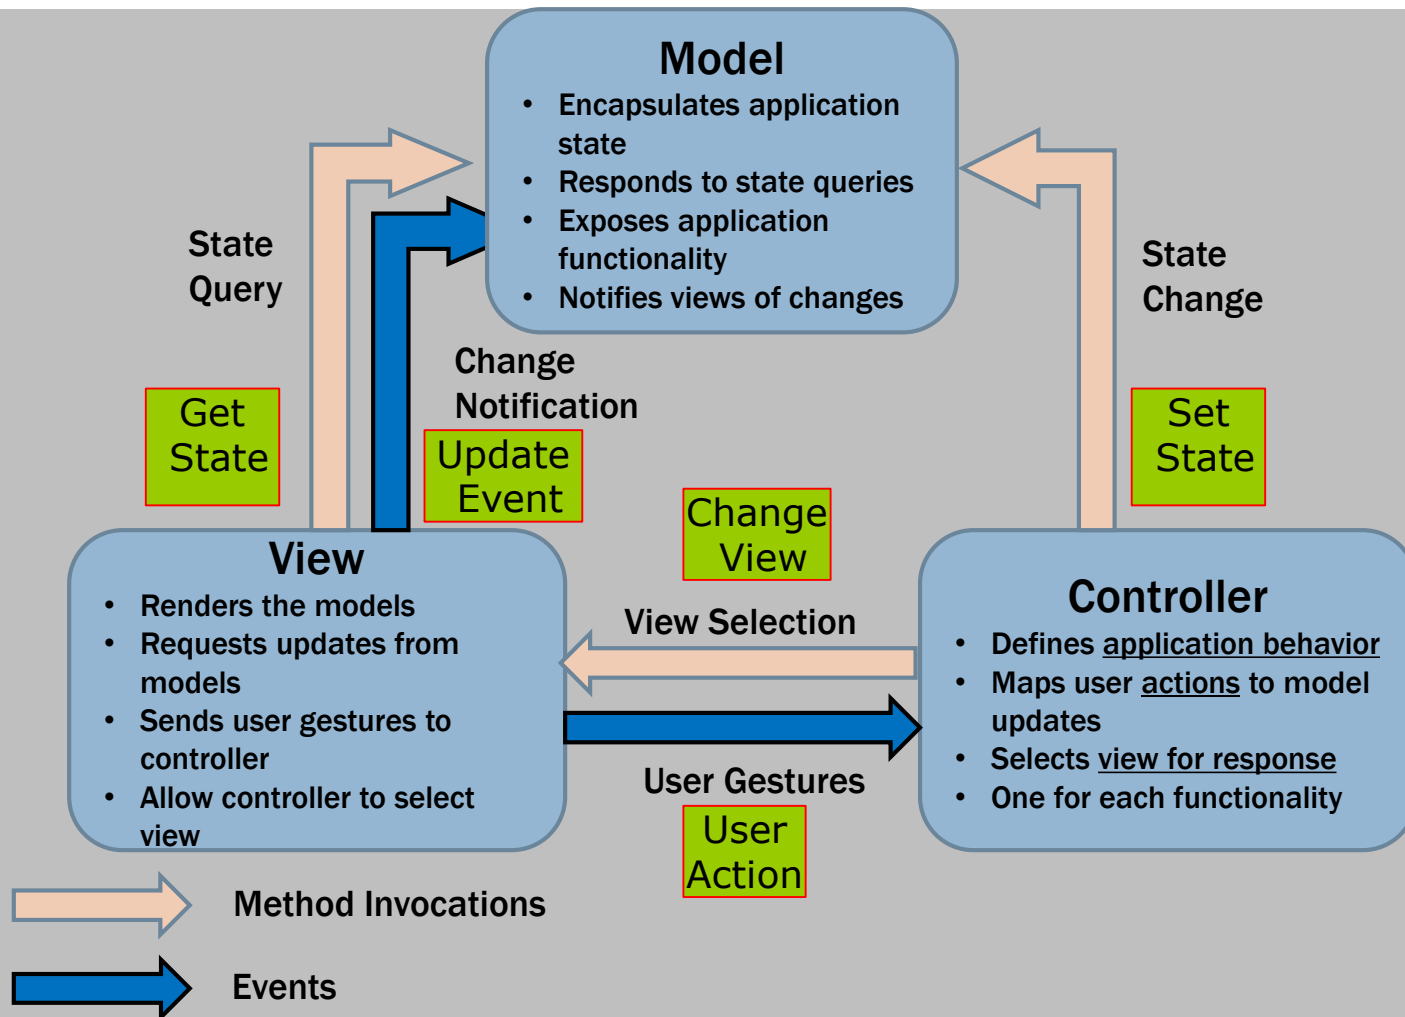 Model
• Encapsulates application
state
• Responds to state queries
• Exposes application
functionality
• Notifies views of changes
State
Query
State
Change
Change
Notification
Get
State
Update
Event
Set
State
Change
View
View
• Renders the models
• Requests updates from
models
• Sends user gestures to
controller
• Allow controller to select
view
View Selection
User Gestures
User
Action
Controller
• Defines application behavior
• Maps user actions to model
updates
• Selects view for response
• One for each functionality
Method Invocations
Events